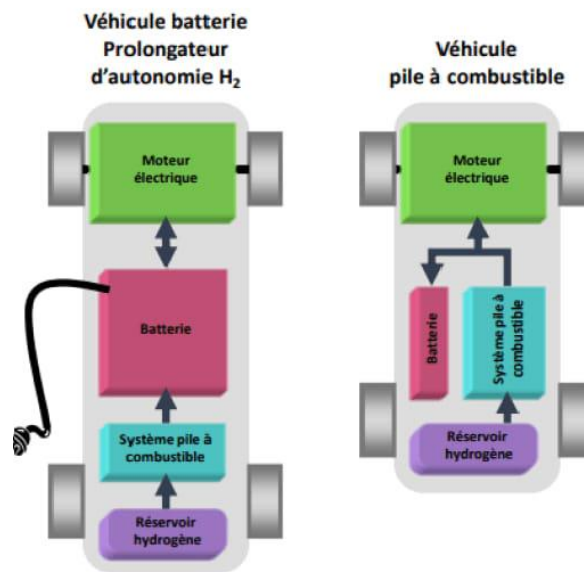 Véhicule batterie
Prolongateur
d'autonomie H₂
Moteur
électrique
Batterie
Système pile à
combustible
Réservoir
hydrogène
Véhicule
pile à combustible
Moteur
électrique
Batterie
Système pile à
combustible
Réservoir
hydrogène